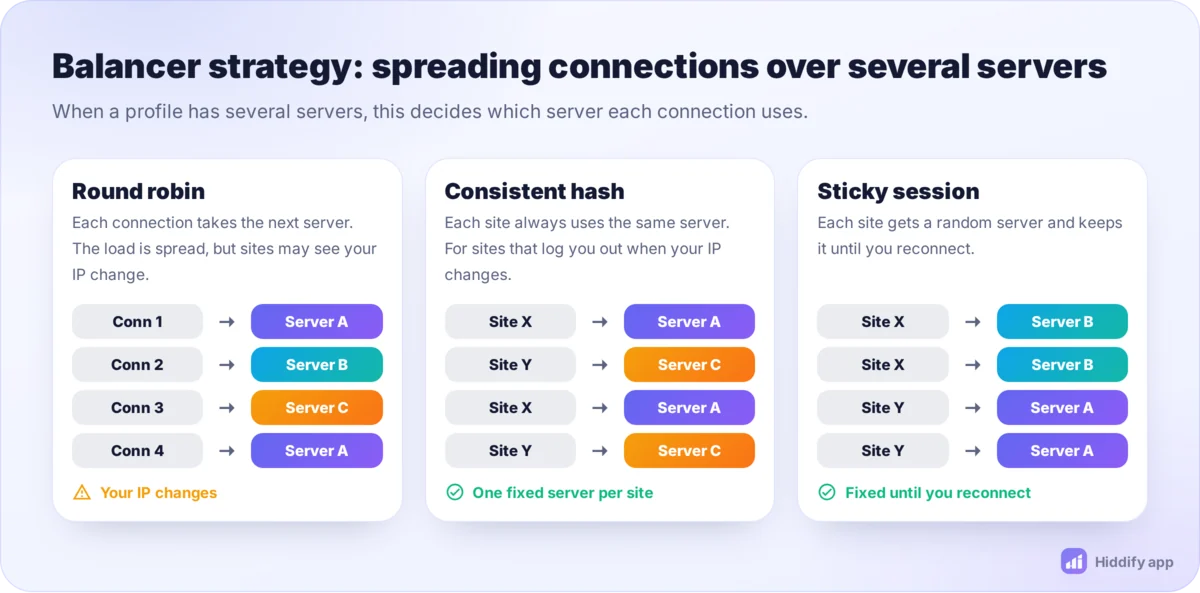 Balancer strategy: spreading connections over several servers
When a profile has several servers, this decides which server each connection uses.
Round robin
Each connection takes the next server.
The load is spread, but sites may see your
IP change.
Conn 1 → Server A
Conn 2 → Server B
Conn 3 → Server C
Conn 4 → Server A
Your IP changes
Consistent hash
Each site always uses the same server.
For sites that log you out when your IP
changes.
Site X → Server A
Site Y → Server C
Site X → Server A
Site Y → Server C
One fixed server per site
Sticky session
Each site gets a random server and keeps
it until you reconnect.
Site X → Server B
Site X → Server B
Site Y → Server A
Site Y → Server A
Fixed until you reconnect
Hiddify app